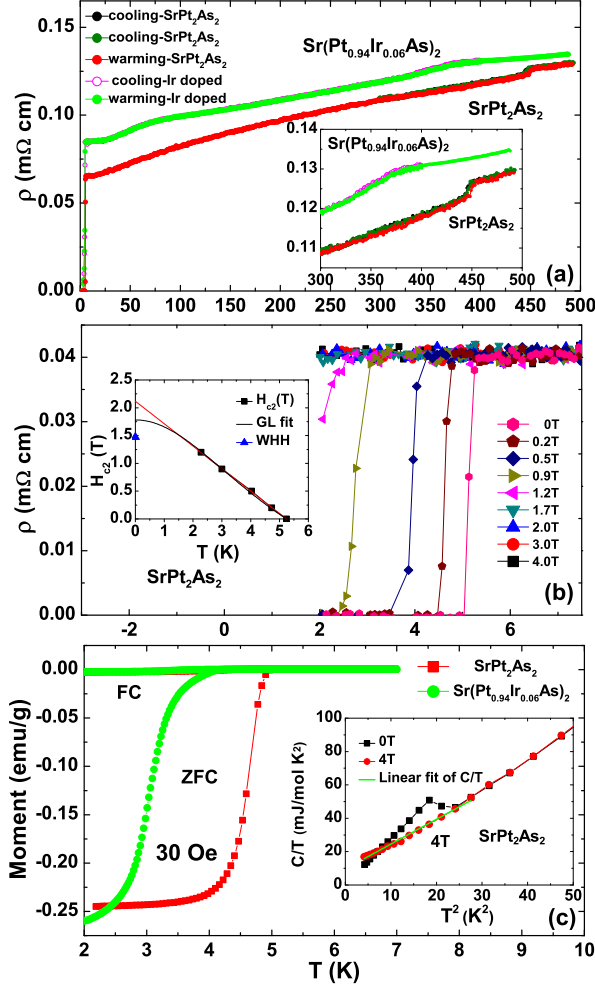 cooling-SrPt2As2
cooling-SrPt2As2
warming-SrPt2As2
cooling-Ir doped
warming-Ir doped
Sr(Pt0.94Ir0.06As)2
SrPt2As2
ρ (mΩ cm)
0.15
0.10
0.05
0.00
0 50 100 150 200 250 300 350 400 450 500
0.14
0.13
0.12
0.11
300 350 400 450 500
Sr(Pt0.94Ir0.06As)2
SrPt2As2
(a)
ρ (mΩ cm)
0.04
0.03
0.02
0.01
0.00
-2 0 2 4 6
Hc2(T)
2.5
2.0
1.5
1.0
0.5
0.0
0 1 2 3 4 5 6
T (K)
Hc2(T)
GL fit
WHH
SrPt2As2
0T
0.2T
0.5T
0.9T
1.2T
1.7T
2.0T
3.0T
4.0T
(b)
Moment (emu/g)
0.00
-0.05
-0.10
-0.15
-0.20
-0.25
2 3 4 5 6 7 8 9 10
T (K)
FC
ZFC
30 Oe
SrPt2As2
Sr(Pt0.94Ir0.06As)2
C/T (mJ/mol K2)
100
80
60
40
20
0
0 10 20 30 40 50
T2 (K2)
0T
4T
Linear fit of C/T
4T
SrPt2As2
(c)